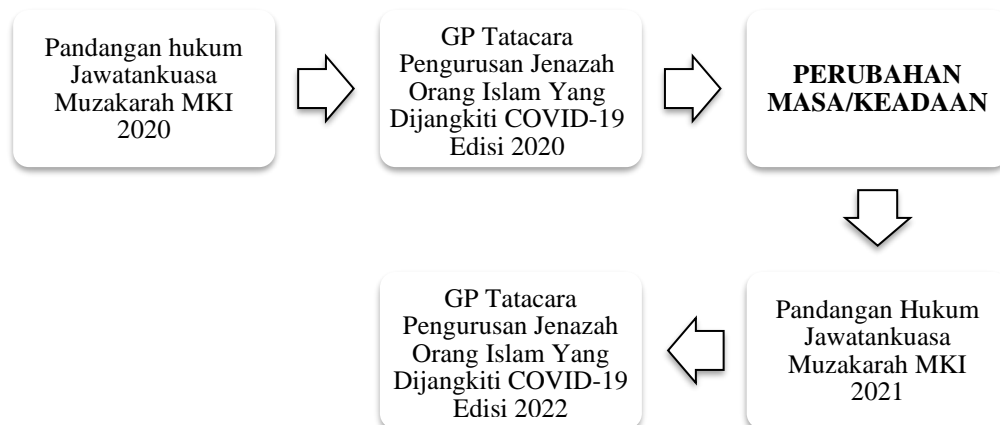 Pandangan hukum
Jawatankuasa
Muzakarah MKI
2020
GP Tatacara
Pengurusan Jenazah
Orang Islam Yang
Dijangkiti COVID-19
Edisi 2020
PERUBAHAN
MASA/KEADAAN
Pandangan Hukum
Jawatankuasa
Muzakarah MKI
2021
GP Tatacara
Pengurusan Jenazah
Orang Islam Yang
Dijangkiti COVID-19
Edisi 2022